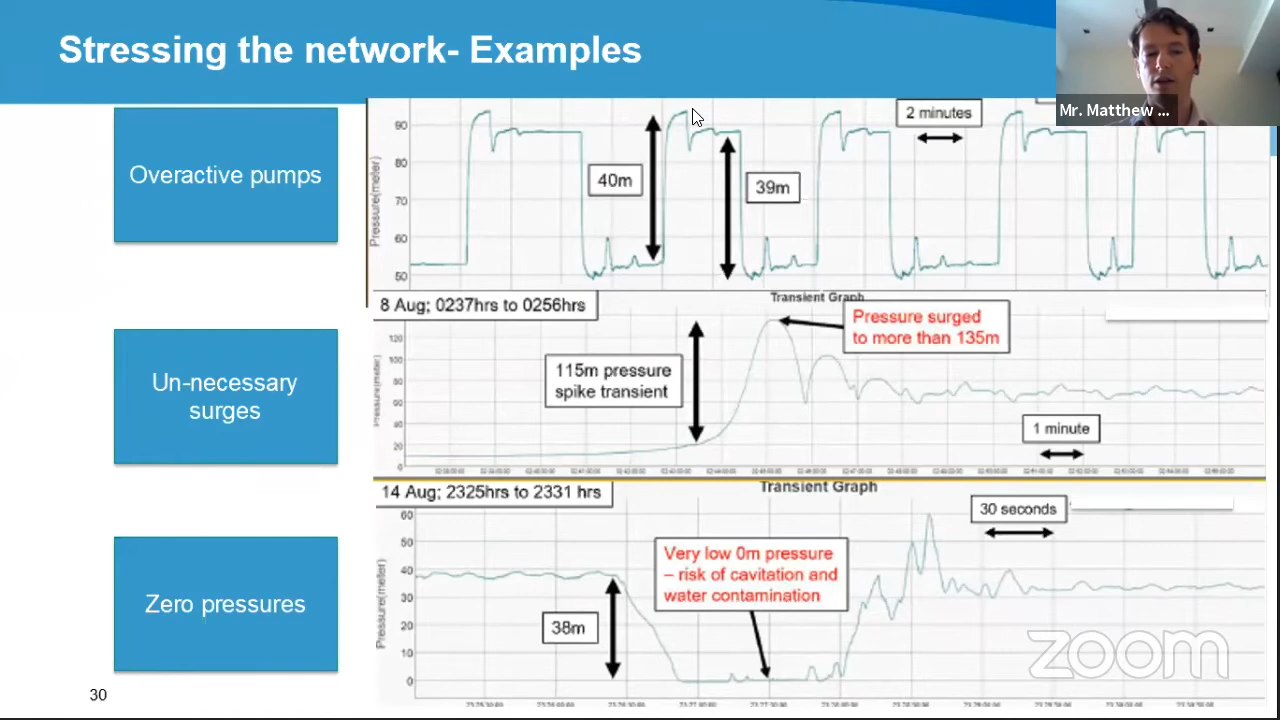 Stressing the network- Examples
Mr. Matthew ...
Overactive pumps
Pressure(meter)
90
80
70
60
50
40m
39m
2 minutes
8 Aug; 0237hrs to 0256hrs
Transient Graph
Un-necessary
surges
Pressure(meter)
120
100
80
60
40
20
0
115m pressure
spike transient
Pressure surged
to more than 135m
1 minute
14 Aug; 2325hrs to 2331 hrs
Transient Graph
Zero pressures
Pressure(meter)
60
50
40
30
20
10
0
38m
Very low 0m pressure
– risk of cavitation and
water contamination
30 seconds
zoom
30